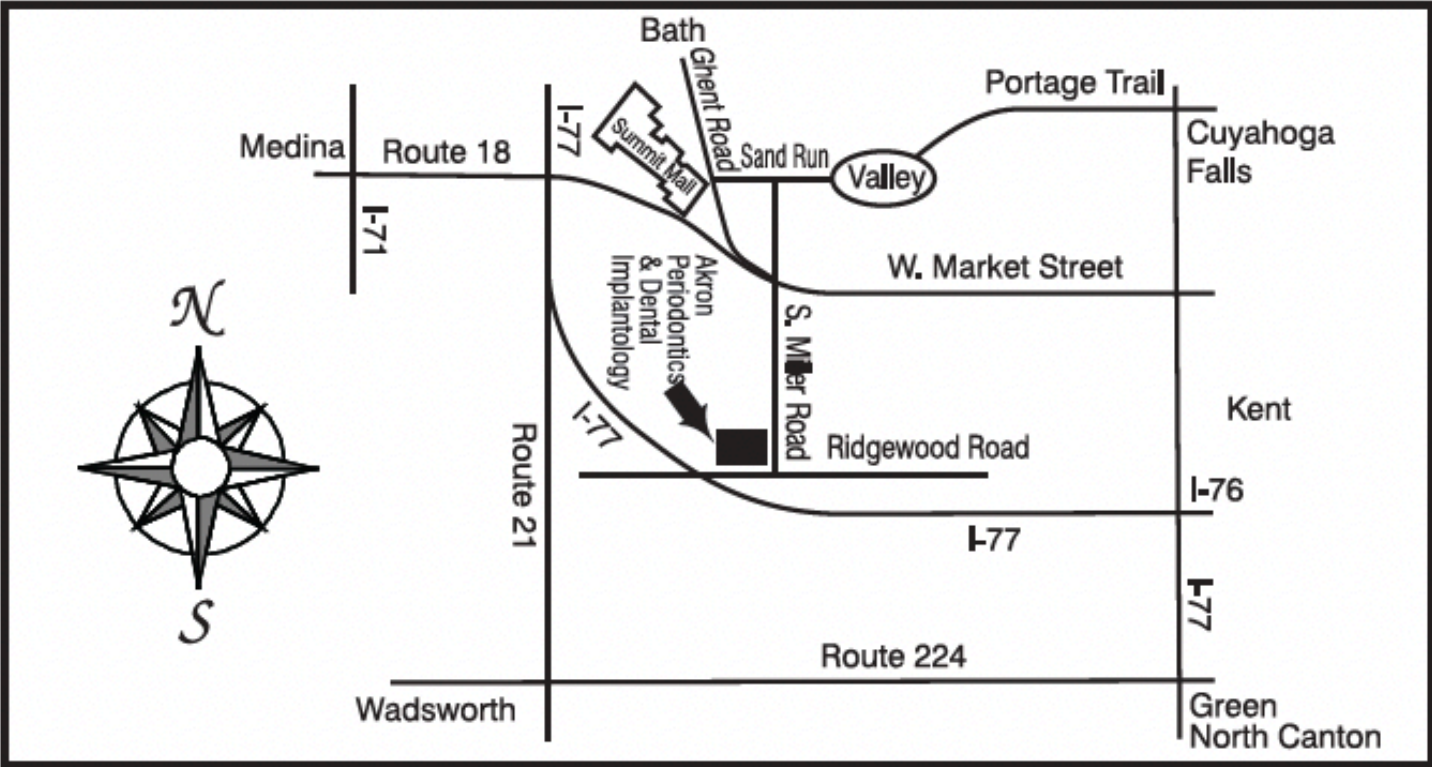 Bath
Ghent Road
Portage Trail
I-77
Summit Mall
Medina
Route 18
Sand Run
Valley
Cuyahoga
Falls
I-71
W. Market Street
Akron
Periodontics
& Dental
Implantology
N
S. Miller Road
I-77
Kent
Route 21
Ridgewood Road
I-76
I-77
I-77
S
Route 224
Wadsworth
Green
North Canton